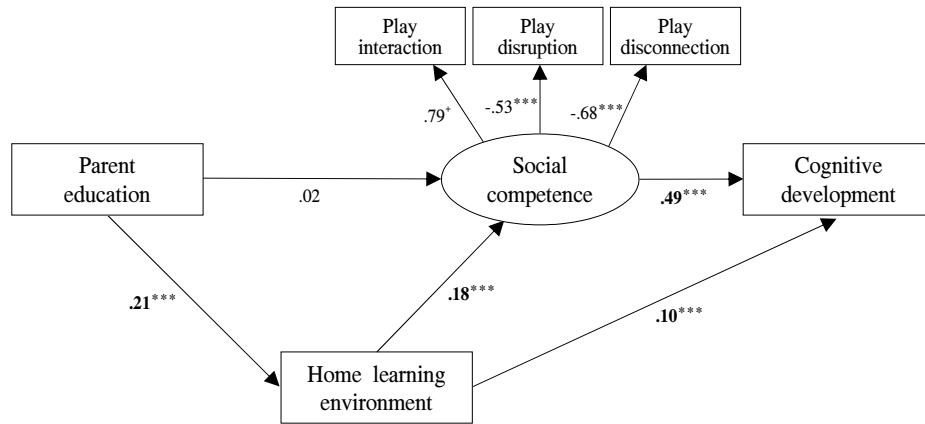 Play
interaction
Play
disruption
Play
disconnection
.79+
-.53***
-.68***
Parent
education
.02
Social
competence
.49***
Cognitive
development
.21***
.18***
.10***
Home learning
environment